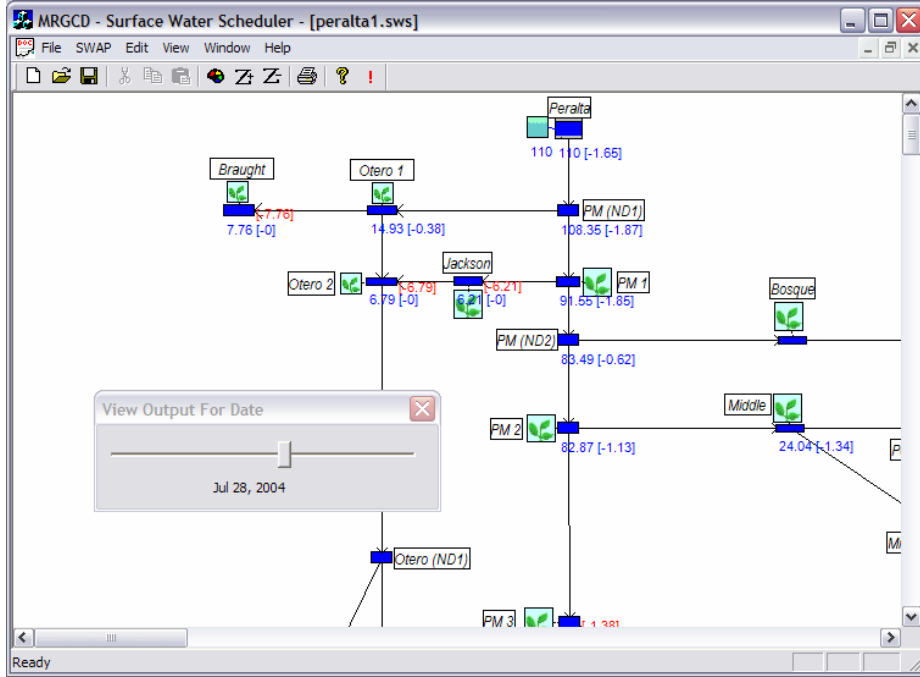 MRGCD - Surface Water Scheduler - [peralta1.sws]
File SWAP Edit View Window Help
Peralta
110 110 [-1.65]
Braught
Otero 1
[-7.76]
PM (ND1)
7.76 [-0]
14.93 [-0.38]
108.35 [-1.87]
Jackson
Otero 2
[-6.79]
[-6.21]
PM 1
Bosque
6.79 [-0]
6.21 [-0]
91.55 [-1.85]
PM (ND2)
83.49 [-0.62]
View Output For Date
Middle
PM 2
82.87 [-1.13]
24.04 [-1.34]
Jul 28, 2004
Otero (ND1)
PM 3